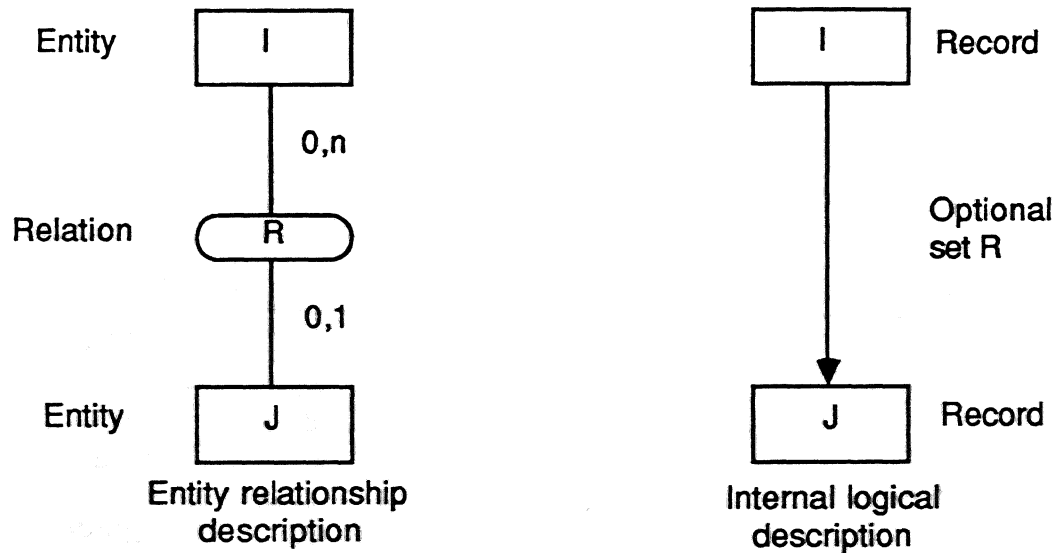 Entity
I
0,n
Relation
R
0,1
Entity
J
Entity relationship
description
I
Record
Optional
set R
J
Record
Internal logical
description